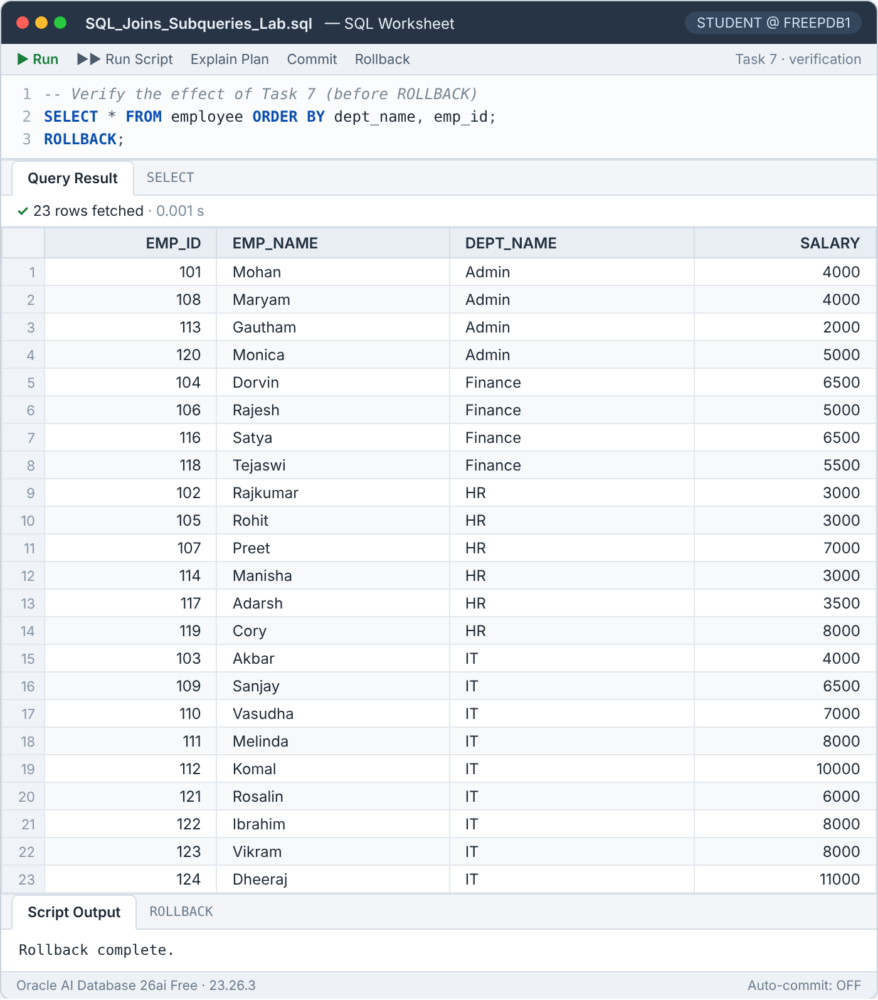 SQL_Joins_Subqueries_Lab.sql — SQL Worksheet STUDENT @ FREEPDB1
▶ Run ▶▶ Run Script Explain Plan Commit Rollback Task 7 · verification
1 -- Verify the effect of Task 7 (before ROLLBACK)
2 SELECT * FROM employee ORDER BY dept_name, emp_id;
3 ROLLBACK;
Query Result SELECT
✓ 23 rows fetched · 0.001 s
EMP_ID EMP_NAME DEPT_NAME SALARY
1 101 Mohan Admin 4000
2 108 Maryam Admin 4000
3 113 Gautham Admin 2000
4 120 Monica Admin 5000
5 104 Dorvin Finance 6500
6 106 Rajesh Finance 5000
7 116 Satya Finance 6500
8 118 Tejaswi Finance 5500
9 102 Rajkumar HR 3000
10 105 Rohit HR 3000
11 107 Preet HR 7000
12 114 Manisha HR 3000
13 117 Adarsh HR 3500
14 119 Cory HR 8000
15 103 Akbar IT 4000
16 109 Sanjay IT 6500
17 110 Vasudha IT 7000
18 111 Melinda IT 8000
19 112 Komal IT 10000
20 121 Rosalin IT 6000
21 122 Ibrahim IT 8000
22 123 Vikram IT 8000
23 124 Dheeraj IT 11000
Script Output ROLLBACK
Rollback complete.
Oracle AI Database 26ai Free · 23.26.3 Auto-commit: OFF